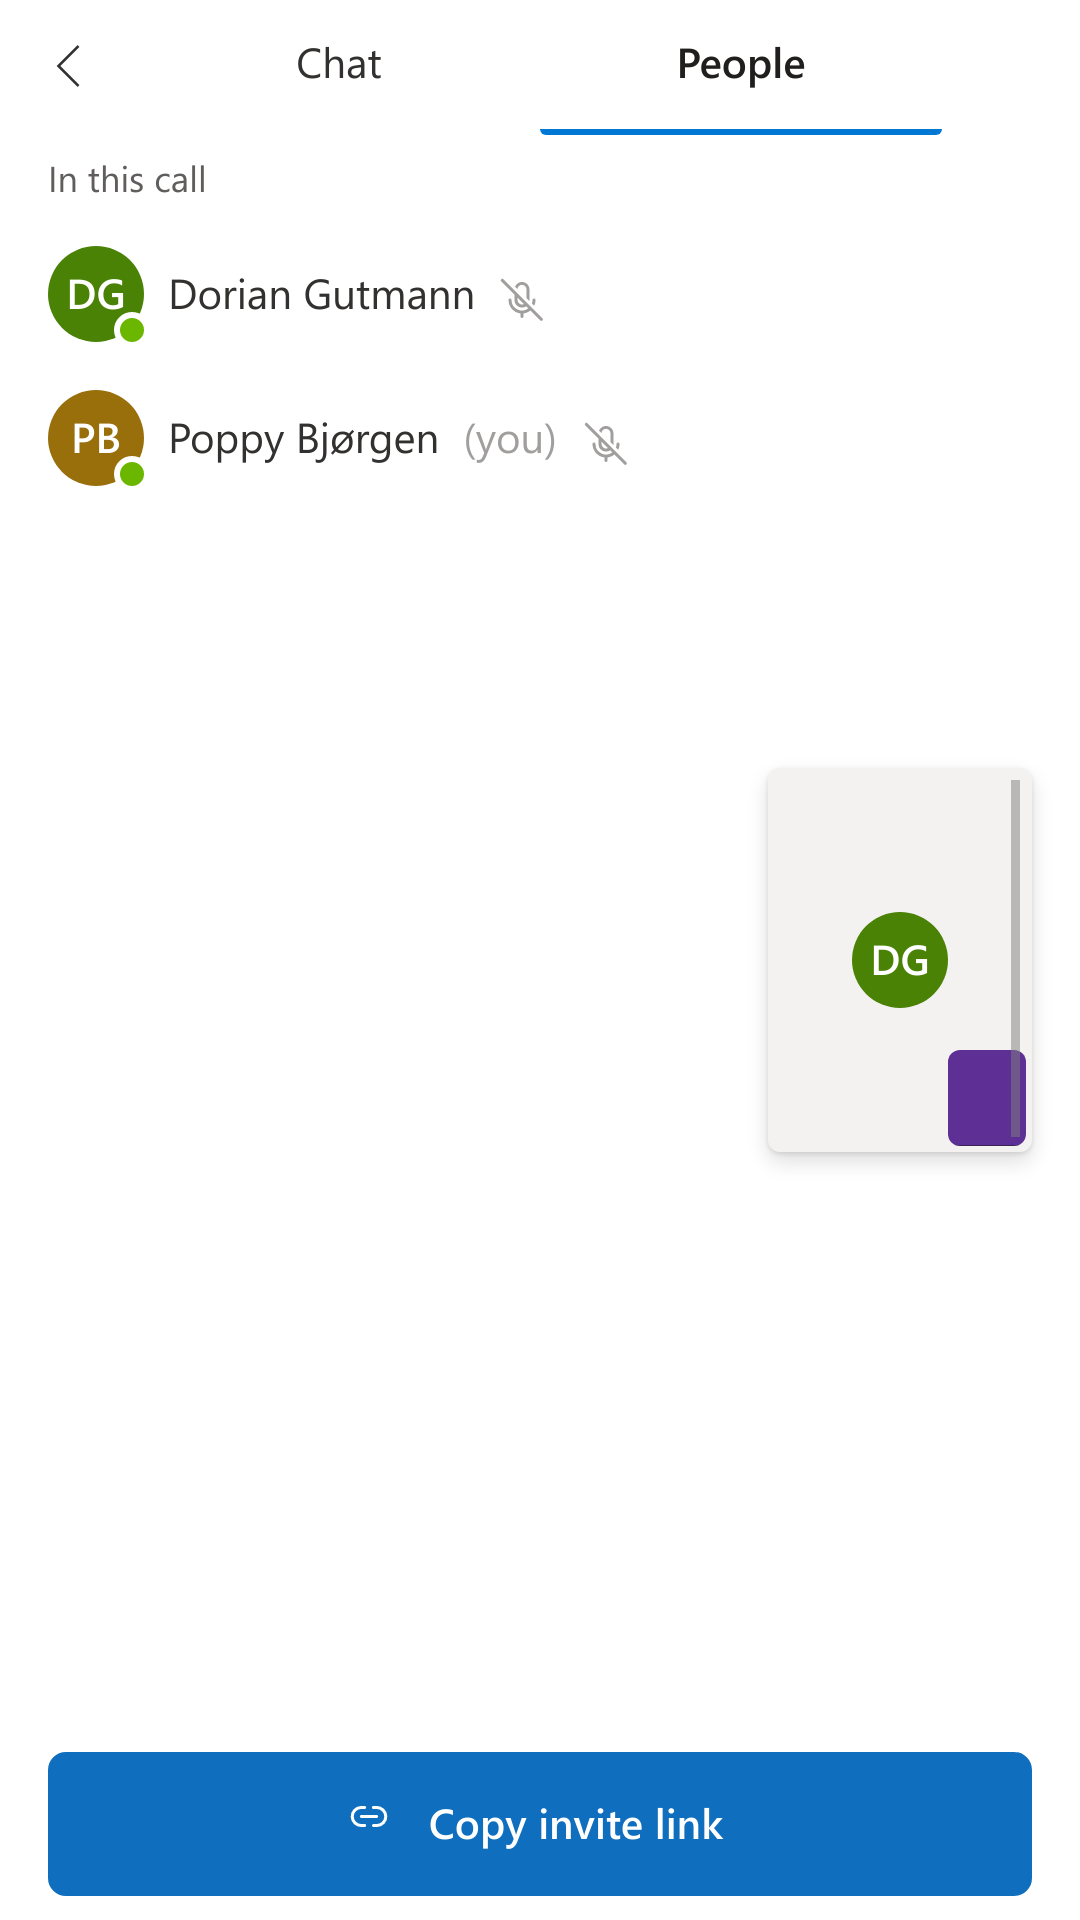 Chat People
In this call
DG Dorian Gutmann
PB Poppy Bjørgen (you)
DG
Copy invite link